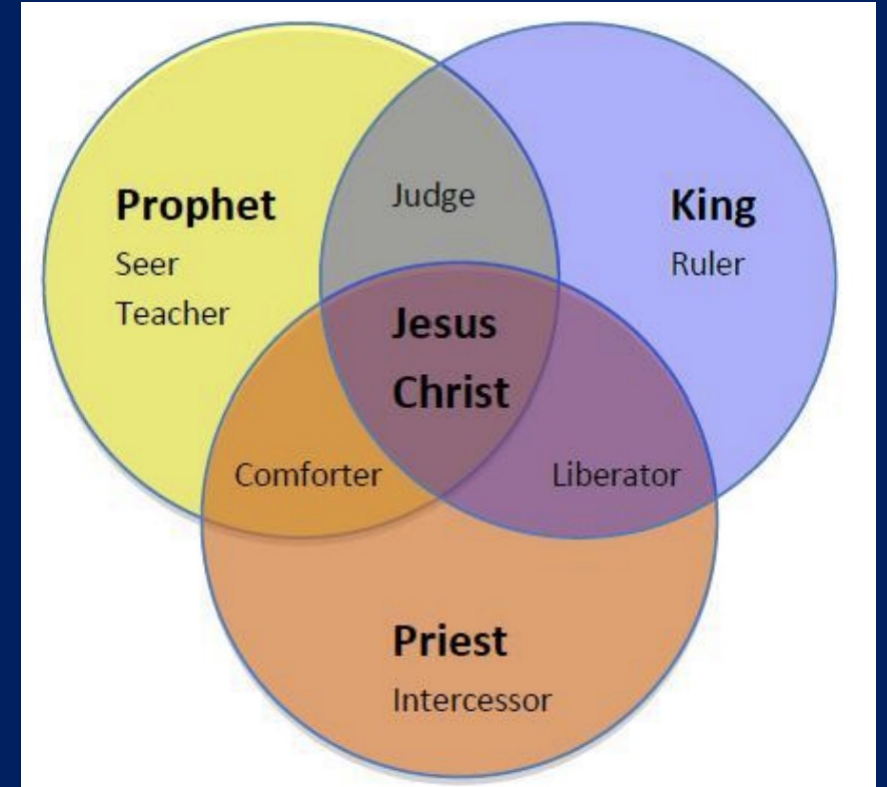 Prophet
Seer
Teacher
Judge
King
Ruler
Jesus
Christ
Comforter
Liberator
Priest
Intercessor